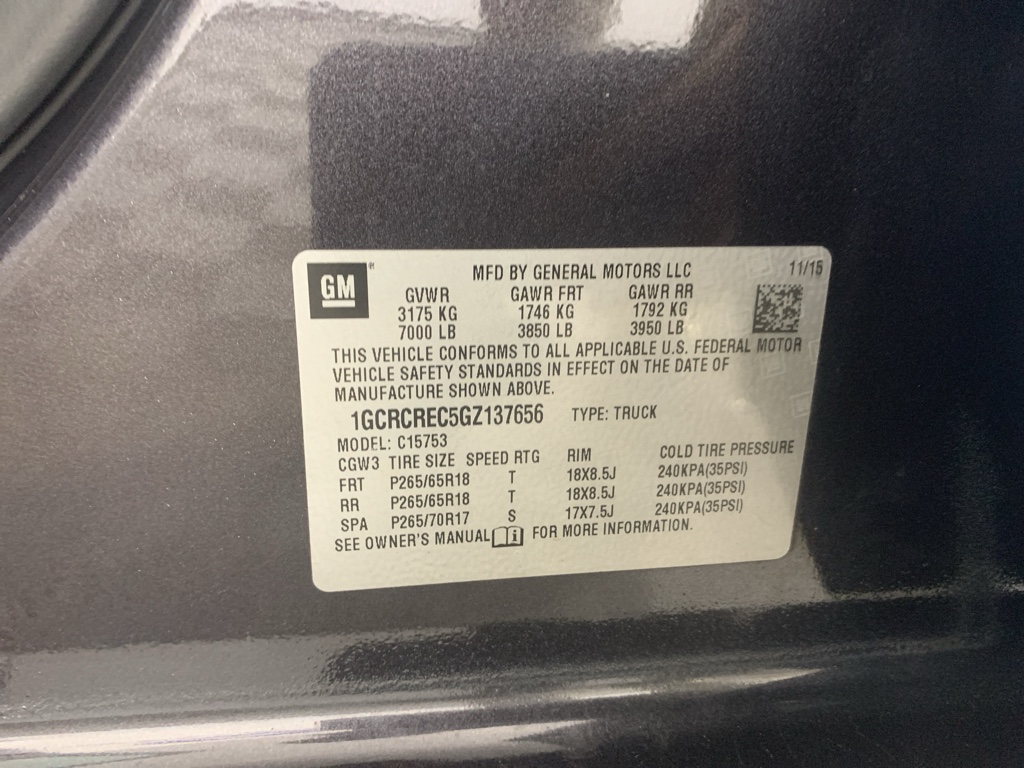 GM® MFD BY GENERAL MOTORS LLC 11/15
GVWR GAWR FRT GAWR RR
3175 KG 1746 KG 1792 KG
7000 LB 3850 LB 3950 LB
THIS VEHICLE CONFORMS TO ALL APPLICABLE U.S. FEDERAL MOTOR
VEHICLE SAFETY STANDARDS IN EFFECT ON THE DATE OF
MANUFACTURE SHOWN ABOVE.
1GCRCREC5GZ137656 TYPE: TRUCK
MODEL: C15753
CGW3 TIRE SIZE SPEED RTG RIM COLD TIRE PRESSURE
FRT P265/65R18 T 18X8.5J 240KPA(35PSI)
RR P265/65R18 T 18X8.5J 240KPA(35PSI)
SPA P265/70R17 S 17X7.5J 240KPA(35PSI)
SEE OWNER'S MANUAL i FOR MORE INFORMATION.